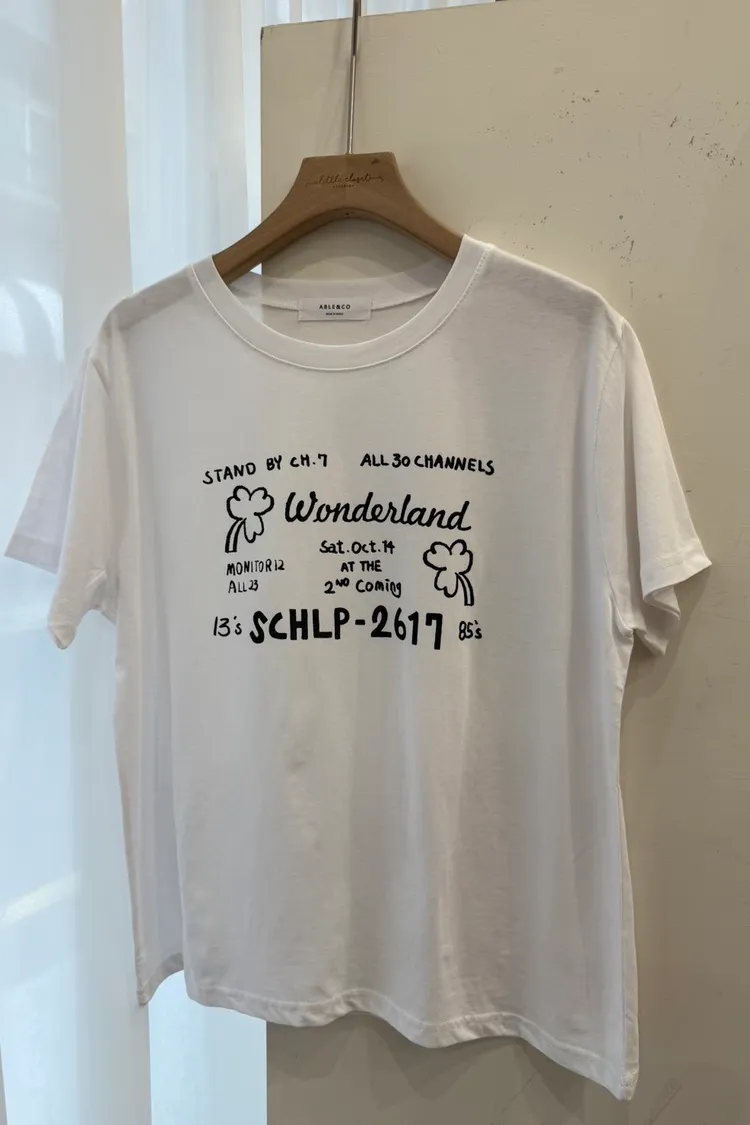 ABLE&CO
STAND BY CH.7 ALL 30 CHANNELS
Wonderland
Sat. Oct. 14
MONITOR 12 AT THE
ALL 23 2ND Coming
13's SCHLP-2617 85's